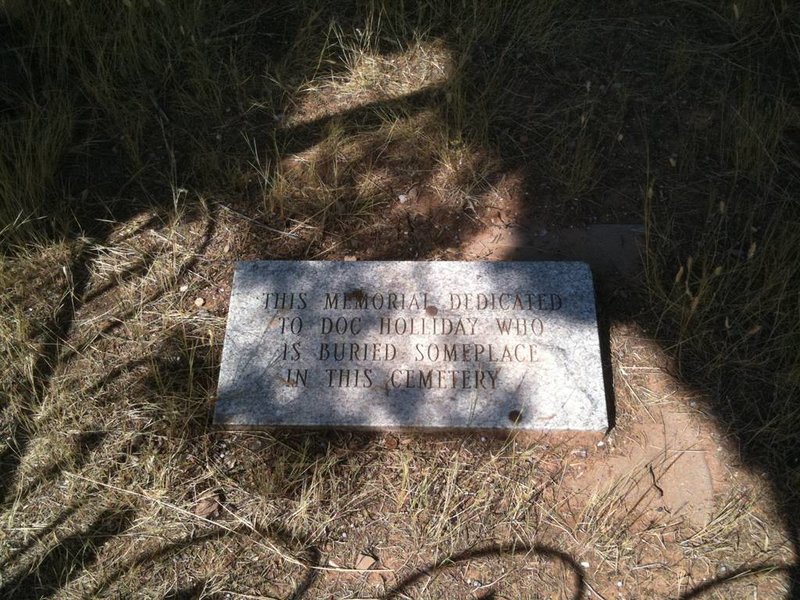 THIS MEMORIAL DEDICATED
TO DOC HOLLIDAY WHO
IS BURIED SOMEPLACE
IN THIS CEMETERY